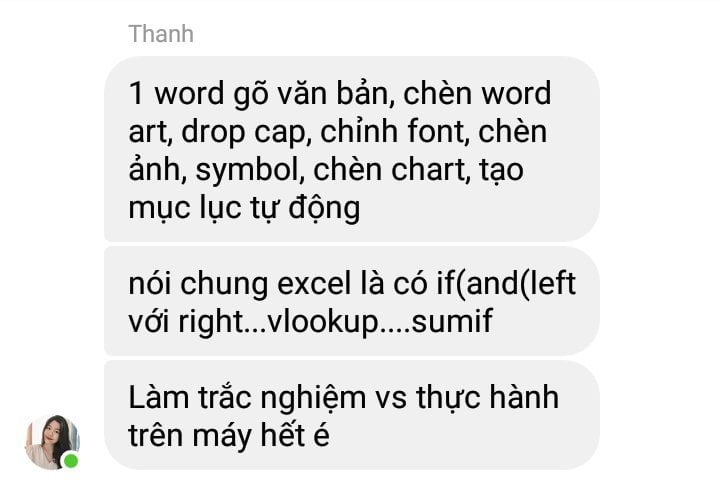 Thanh
1 word gõ văn bản, chèn word
art, drop cap, chỉnh font, chèn
ảnh, symbol, chèn chart, tạo
mục lục tự động
nói chung excel là có if(and(left
với right...vlookup....sumif
Làm trắc nghiệm vs thực hành
trên máy hết é